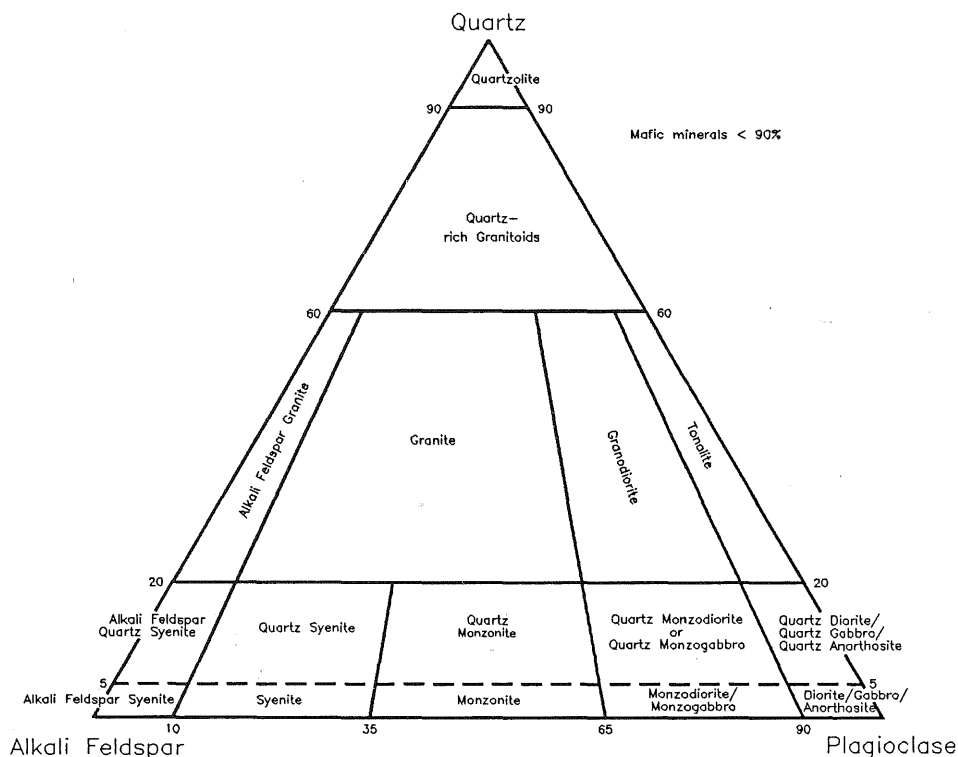 Quartz
Quartzolite
90
90
Mafic minerals < 90%
Quartz-
rich Granitoids
60
60
Alkali Feldspar Granite
Granite
Granodiorite
Tonalite
20
20
Alkali Feldspar
Quartz Syenite
Quartz Syenite
Quartz
Monzonite
Quartz Monzodiorite
or
Quartz Monzogabbro
Quartz Diorite/
Quartz Gabbro/
Quartz Anorthosite
5
5
Alkali Feldspar Syenite
Syenite
Monzonite
Monzodiorite/
Monzogabbro
Diorite/Gabbro/
Anorthosite
10
35
65
90
Alkali Feldspar
Plagioclase